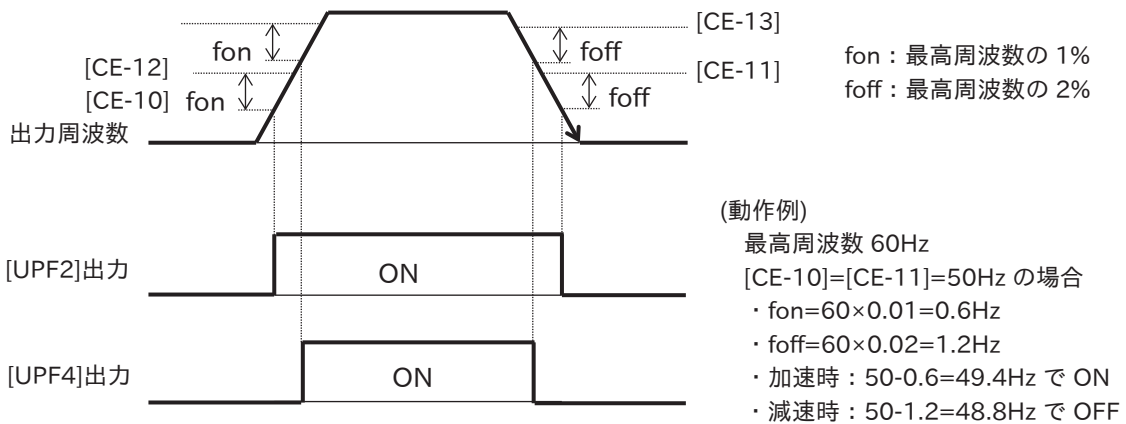 [CE-13]
fon
foff
[CE-12]
[CE-11]
[CE-10]
fon
foff
出力周波数
fon：最高周波数の 1%
foff：最高周波数の 2%
[UPF2]出力
ON
[UPF4]出力
ON
(動作例)
最高周波数 60Hz
[CE-10]=[CE-11]=50Hz の場合
・fon=60×0.01=0.6Hz
・foff=60×0.02=1.2Hz
・加速時：50-0.6=49.4Hz で ON
・減速時：50-1.2=48.8Hz で OFF